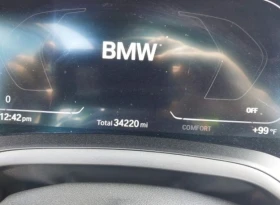 BMW
0
OFF
12:42 pm
Total 34220 mi
COMFORT
+99 °F